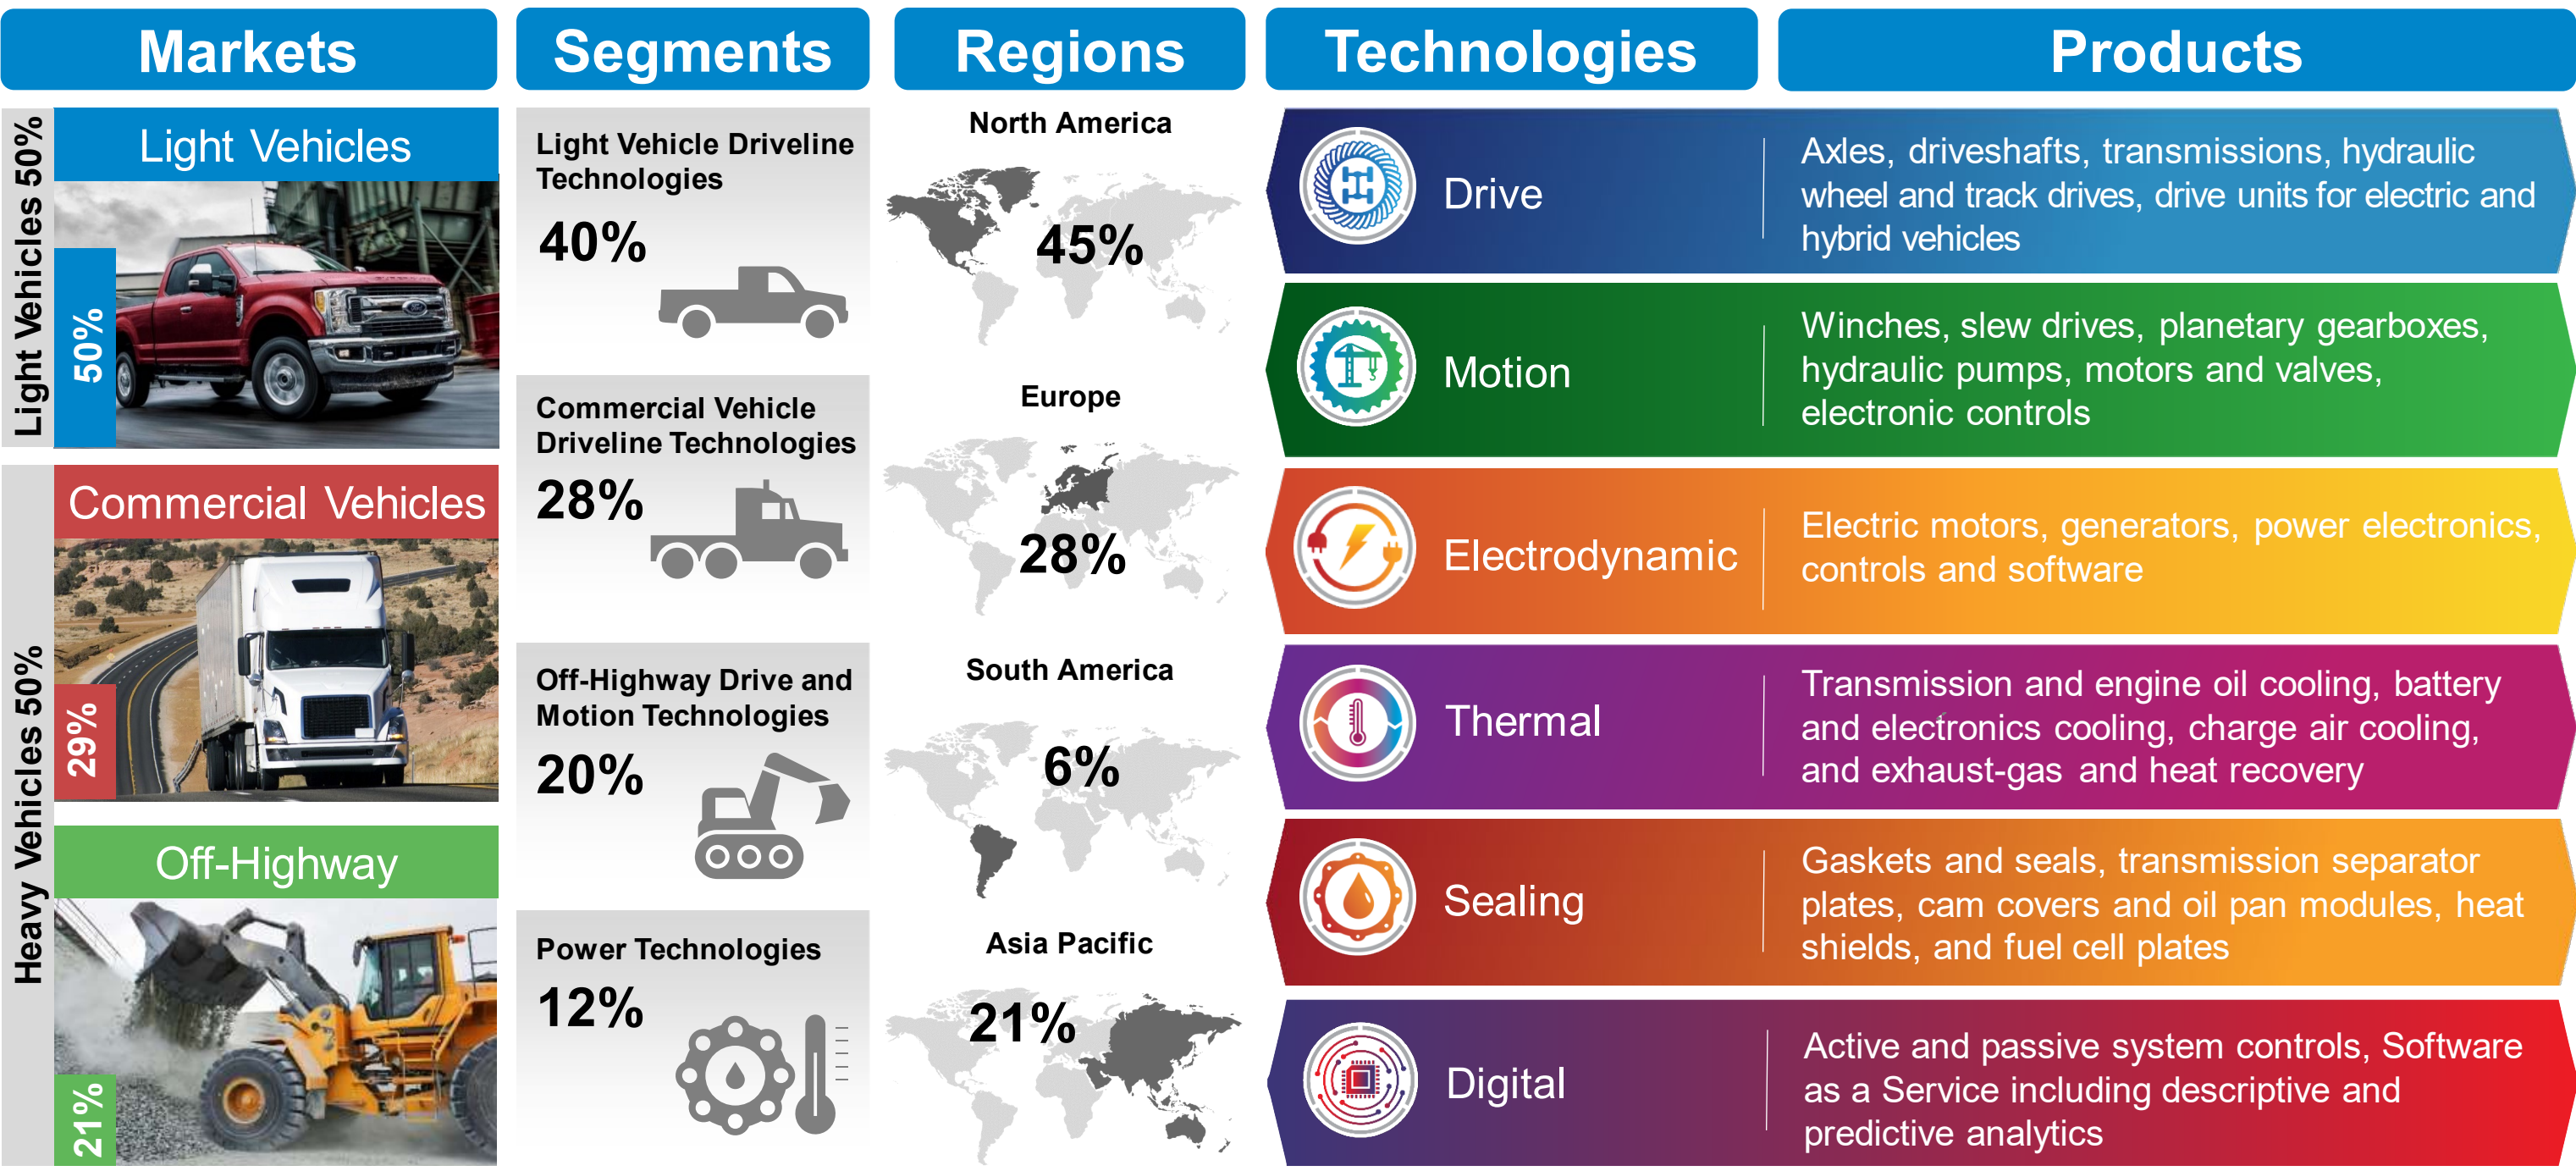 Markets
Segments
Regions
Technologies
Products
Light Vehicles 50%
Light Vehicles
50%
Heavy Vehicles 50%
Commercial Vehicles
29%
Off-Highway
21%
Light Vehicle Driveline
Technologies
40%
Commercial Vehicle
Driveline Technologies
28%
Off-Highway Drive and
Motion Technologies
20%
Power Technologies
12%
North America
45%
Europe
28%
South America
6%
Asia Pacific
21%
Drive
Axles, driveshafts, transmissions, hydraulic
wheel and track drives, drive units for electric and
hybrid vehicles
Motion
Winches, slew drives, planetary gearboxes,
hydraulic pumps, motors and valves,
electronic controls
Electrodynamic
Electric motors, generators, power electronics,
controls and software
Thermal
Transmission and engine oil cooling, battery
and electronics cooling, charge air cooling,
and exhaust-gas and heat recovery
Sealing
Gaskets and seals, transmission separator
plates, cam covers and oil pan modules, heat
shields, and fuel cell plates
Digital
Active and passive system controls, Software
as a Service including descriptive and
predictive analytics